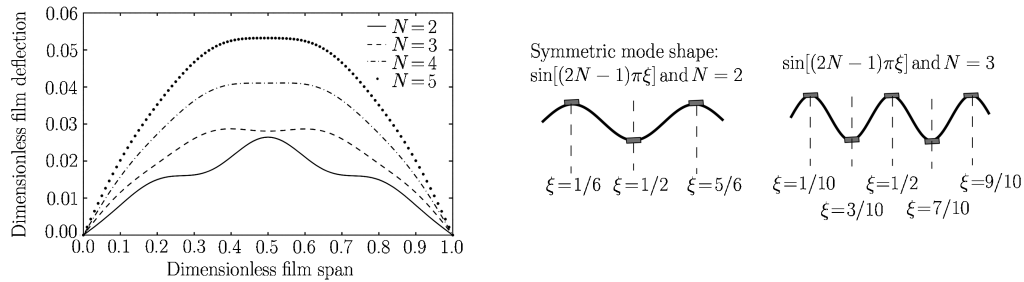 0.06
0.05
0.04
0.03
0.02
0.01
0.00
Dimensionless film deflection
N=2
N=3
N=4
N=5
0.0 0.1 0.2 0.3 0.4 0.5 0.6 0.7 0.8 0.9 1.0
Dimensionless film span
Symmetric mode shape:
sin[(2N−1)πξ] and N = 2
ξ=1/6 ξ=1/2 ξ=5/6
sin[(2N−1)πξ] and N = 3
ξ=1/10 ξ=1/2 ξ=9/10
ξ=3/10 ξ=7/10